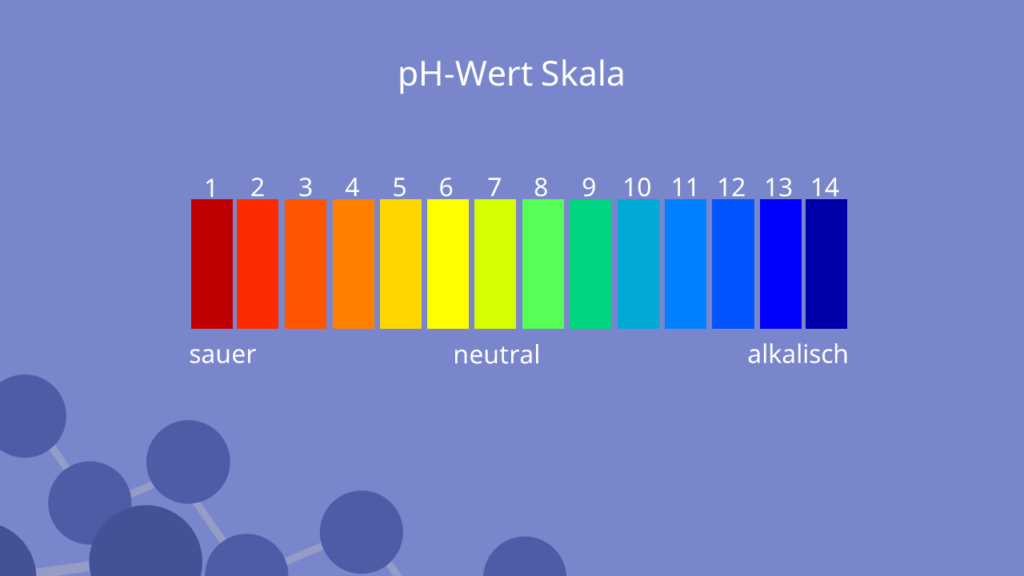 pH-Wert Skala
1 2 3 4 5 6 7 8 9 10 11 12 13 14
sauer neutral alkalisch